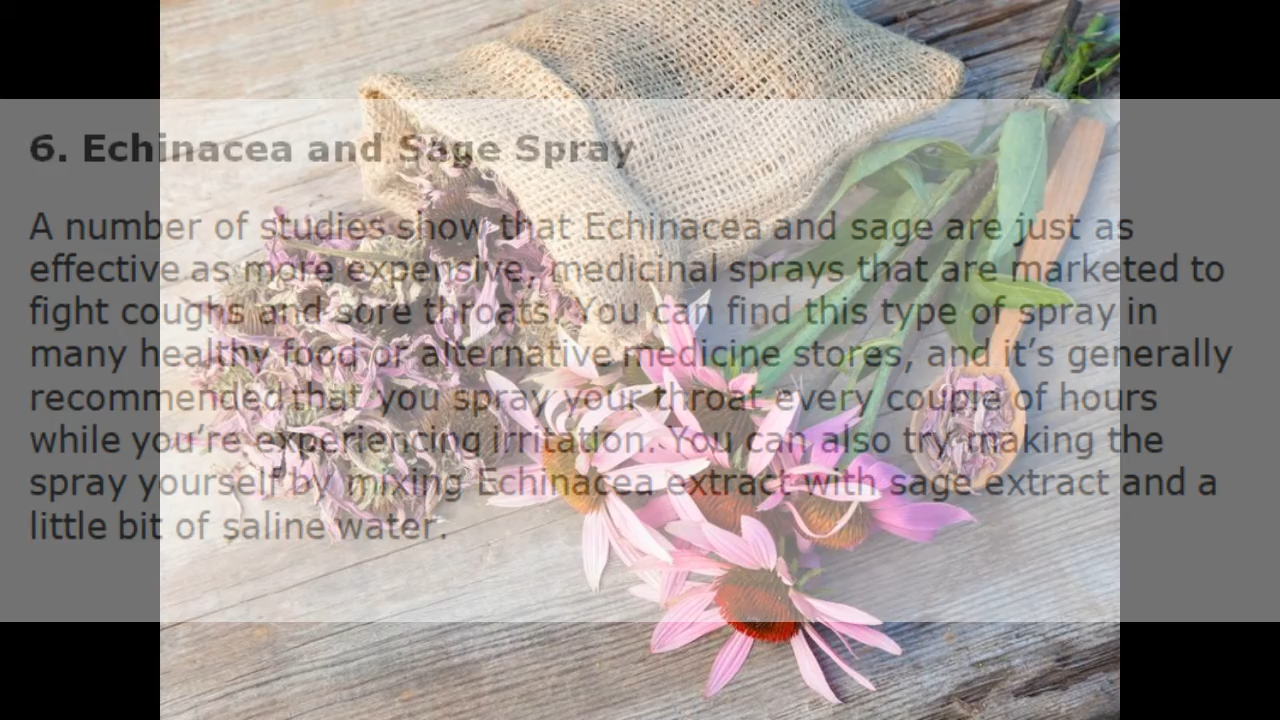 6. Echinacea and Sage Spray
A number of studies show that Echinacea and sage are just as
effective as more expensive, medicinal sprays that are marketed to
fight coughs and sore throats. You can find this type of spray in
many healthy food or alternative medicine stores, and it’s generally
recommended that you spray your throat every couple of hours
while you’re experiencing irritation. You can also try making the
spray yourself by mixing Echinacea extract with sage extract and a
little bit of saline water.